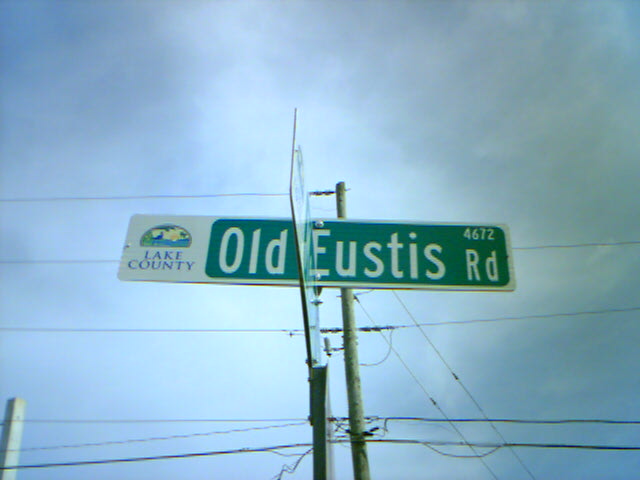 LAKE
COUNTY
Old Eustis Rd
4672